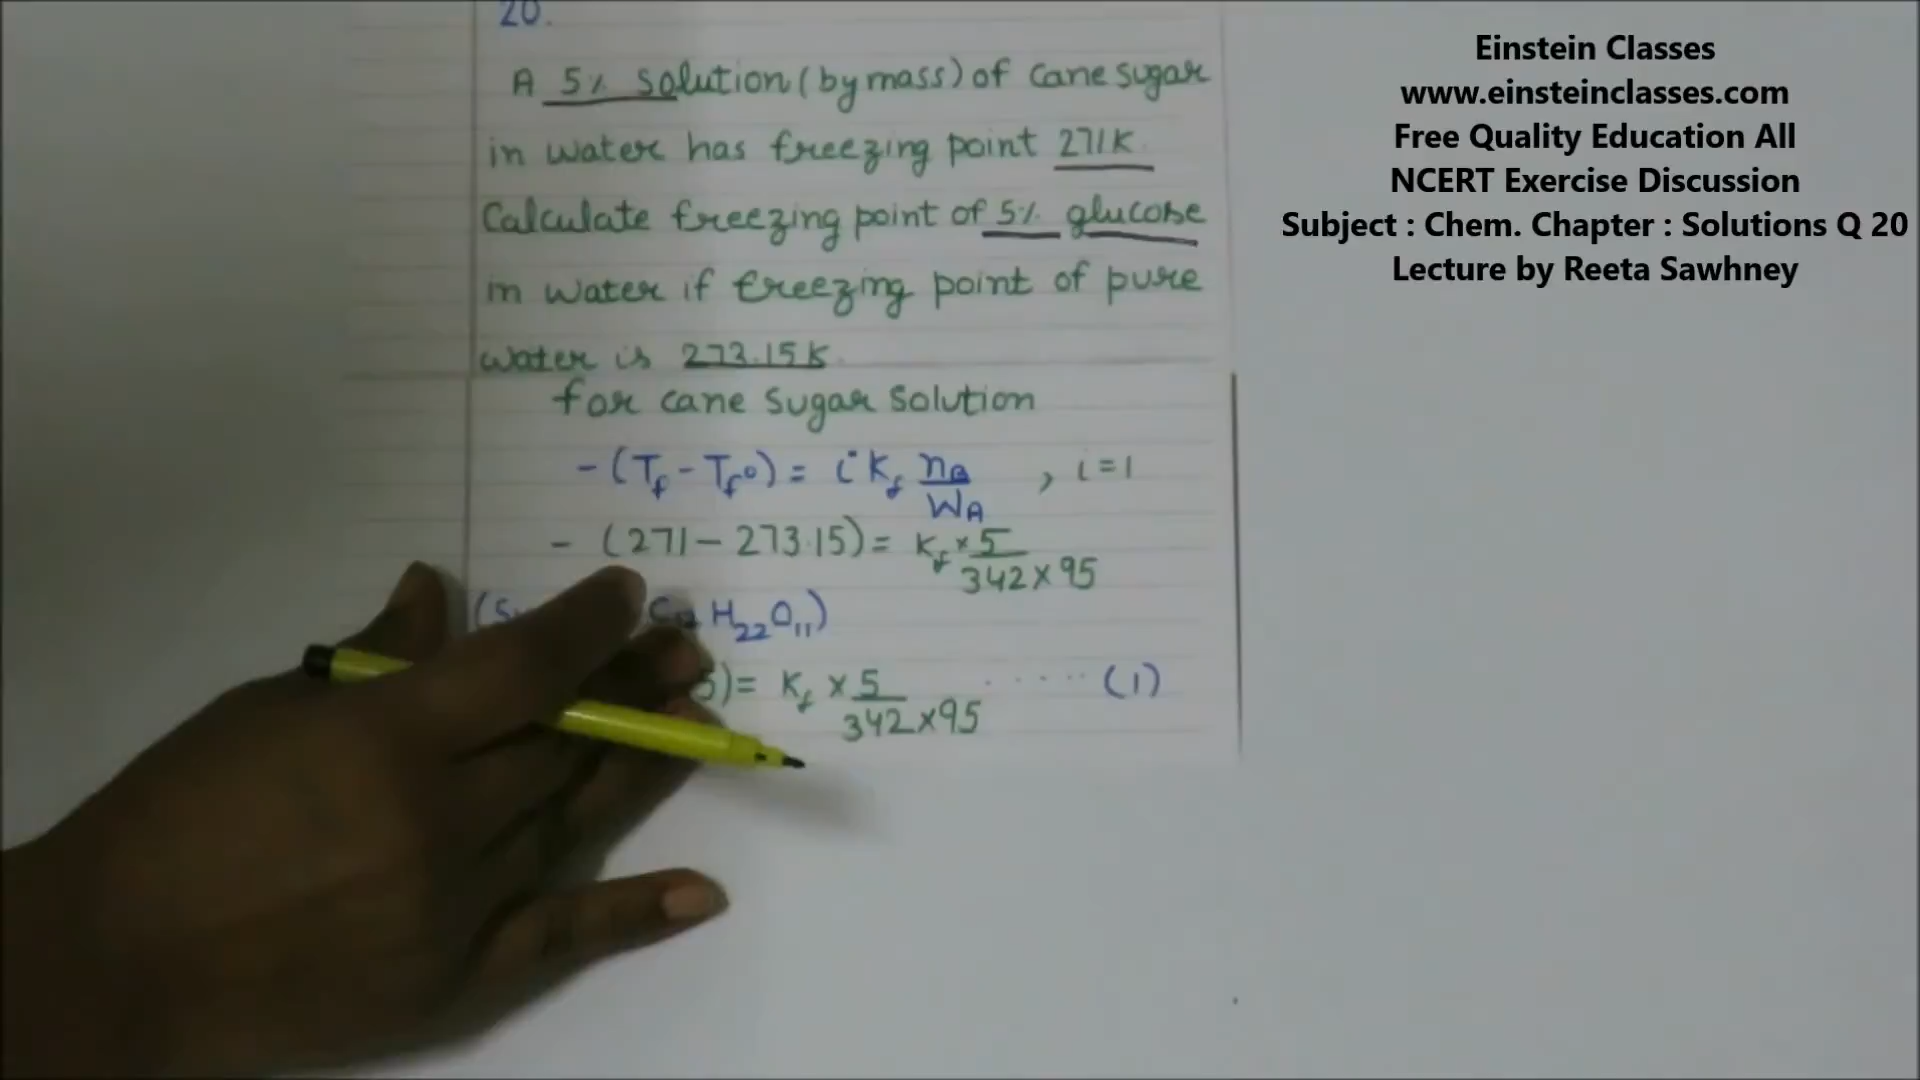 20.
A 5% solution (by mass) of cane sugar
in water has freezing point 271K
Calculate freezing point of 5% glucose
in water if freezing point of pure
water is 273.15K.
for cane sugar solution
-(Tf - Tf°) = i Kf nB/WA , i=1
- (271 - 273.15) = Kf × 5/342×95
H22O11)
5) = Kf × 5/342×95 ...... (1)
Einstein Classes
www.einsteinclasses.com
Free Quality Education All
NCERT Exercise Discussion
Subject : Chem. Chapter : Solutions Q 20
Lecture by Reeta Sawhney